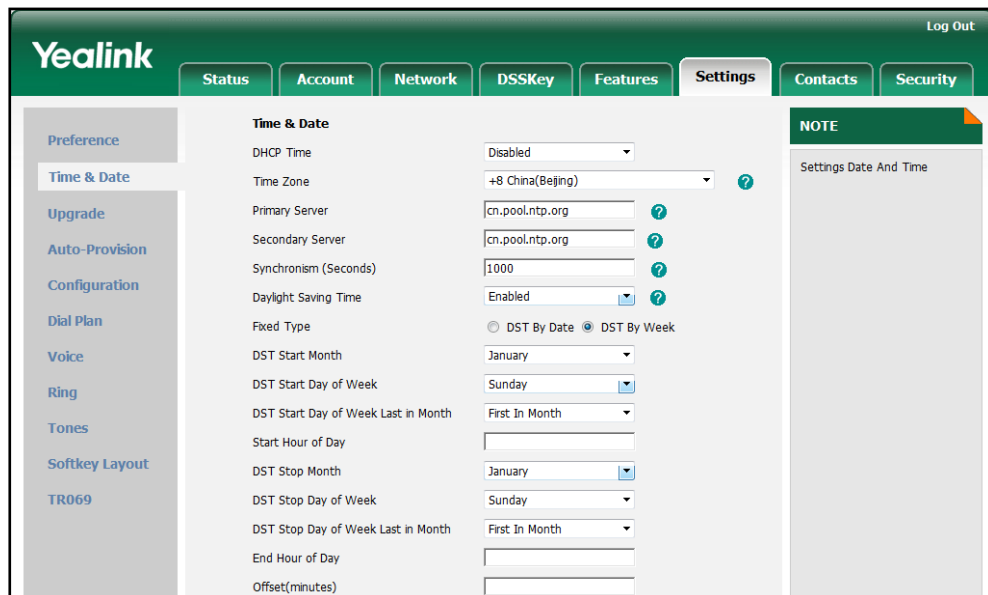 Log Out
Yealink
Status Account Network DSSKey Features Settings Contacts Security
Preference
Time & Date
Upgrade
Auto-Provision
Configuration
Dial Plan
Voice
Ring
Tones
Softkey Layout
TR069
Time & Date
DHCP Time Disabled
Time Zone +8 China(Beijing) ?
Primary Server cn.pool.ntp.org ?
Secondary Server cn.pool.ntp.org ?
Synchronism (Seconds) 1000 ?
Daylight Saving Time Enabled ?
Fixed Type DST By Date DST By Week
DST Start Month January
DST Start Day of Week Sunday
DST Start Day of Week Last in Month First In Month
Start Hour of Day
DST Stop Month January
DST Stop Day of Week Sunday
DST Stop Day of Week Last in Month First In Month
End Hour of Day
Offset(minutes)
NOTE
Settings Date And Time